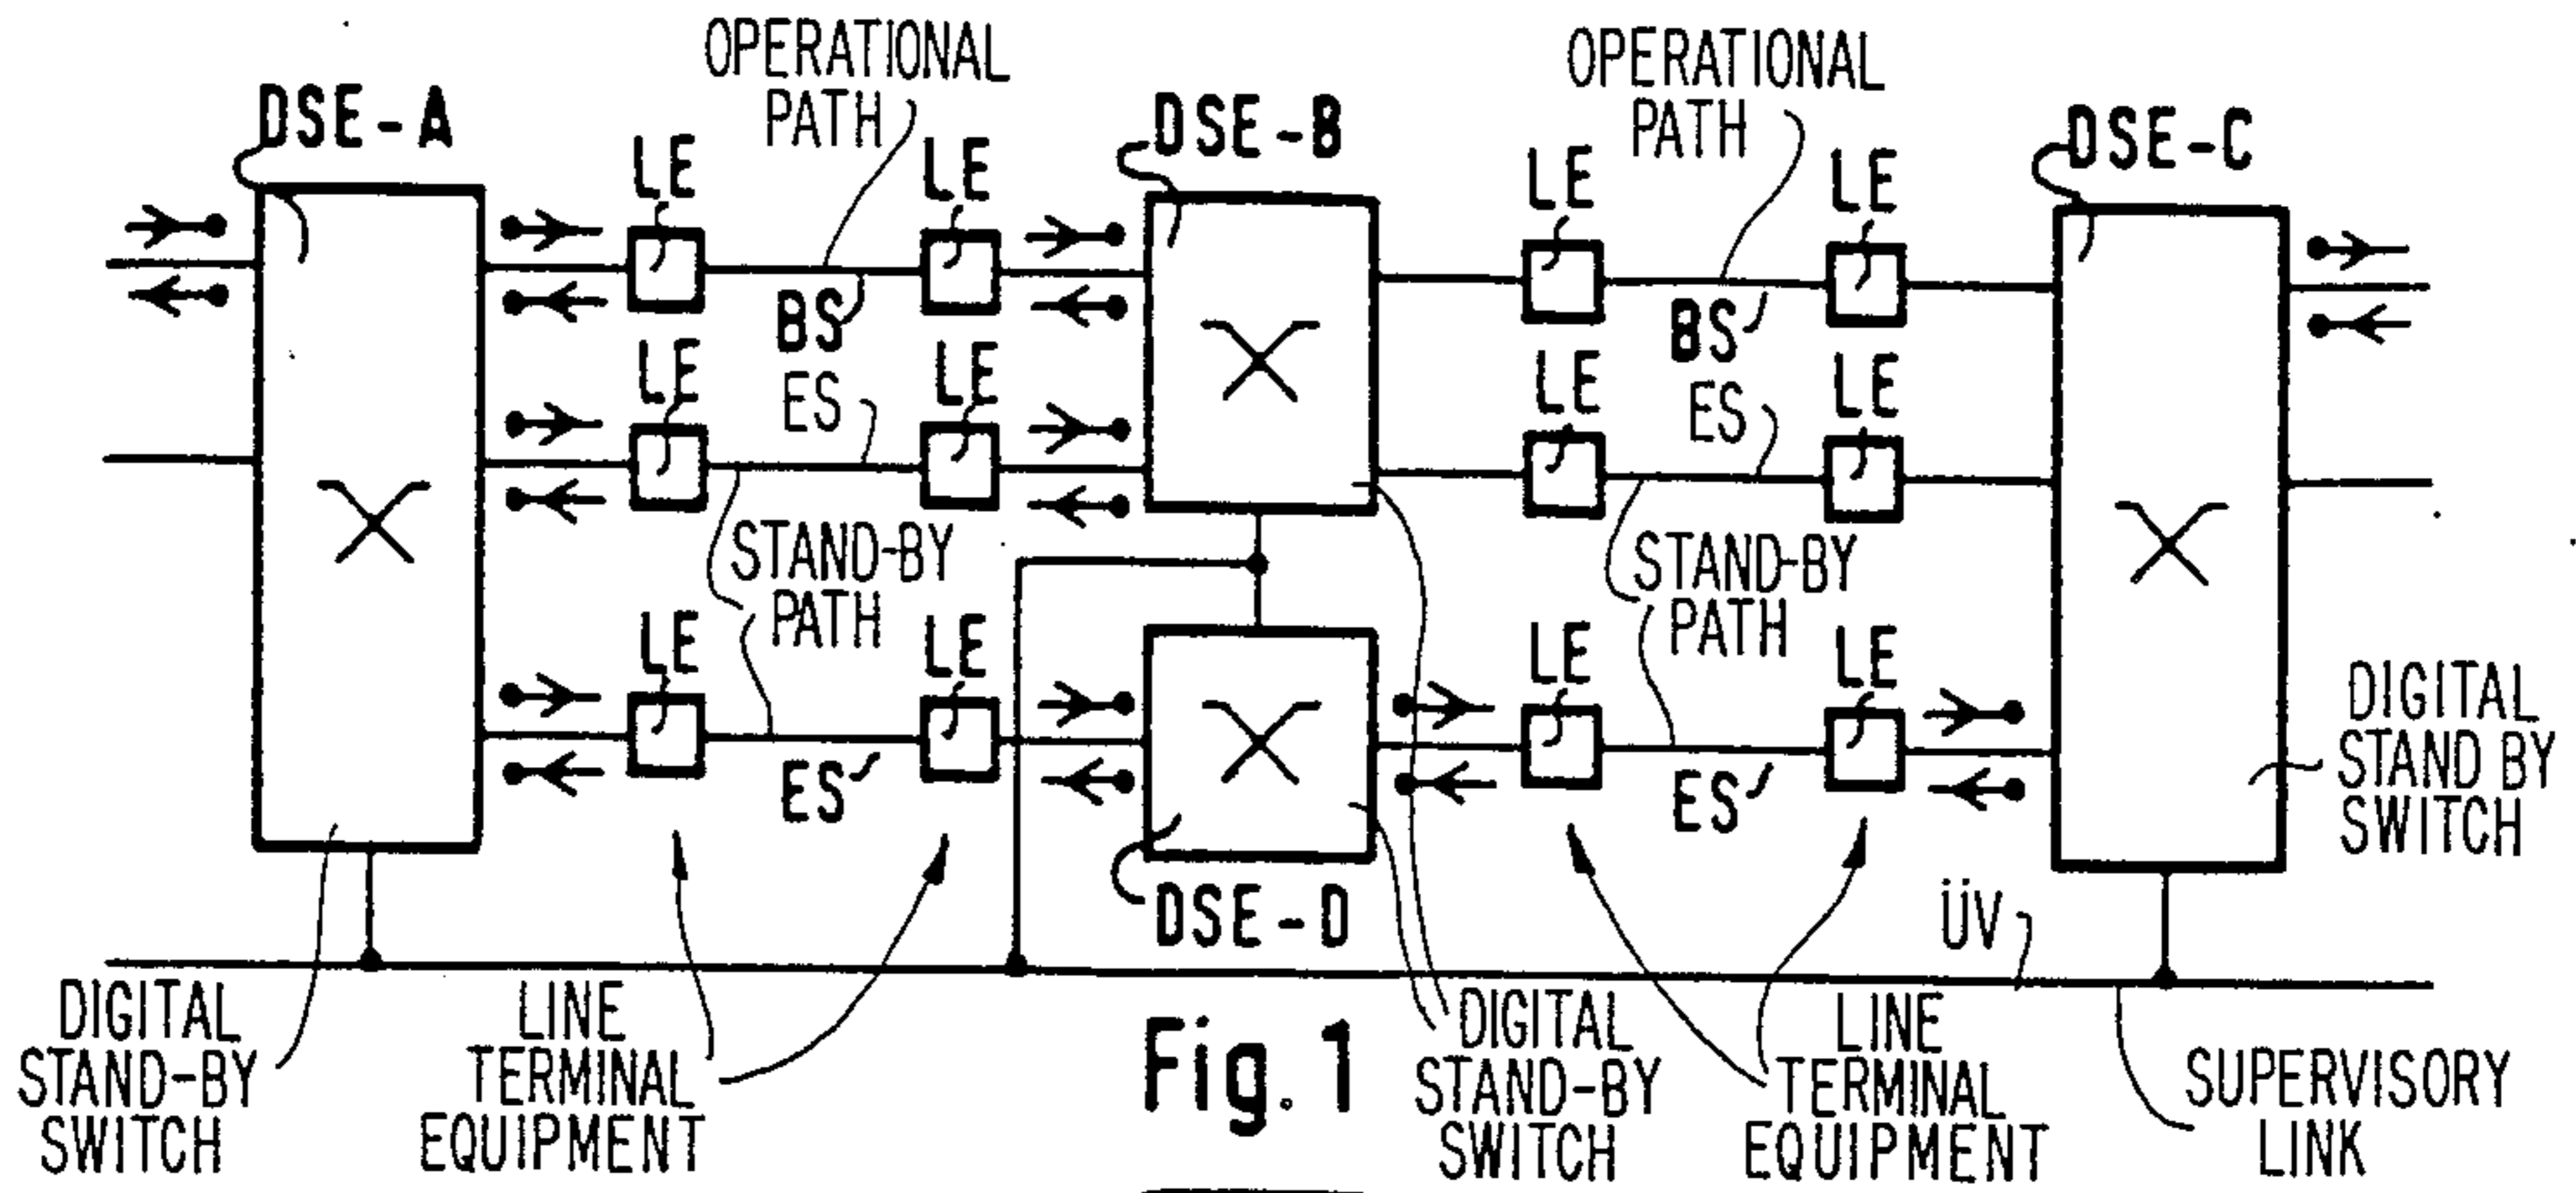 OPERATIONAL
PATH
OPERATIONAL
PATH
DSE-A
LE
LE
DSE-B
LE
LE
DSE-C
BS
BS
LE
ES
LE
LE
ES
LE
STAND-BY
PATH
STAND-BY
PATH
LE
LE
LE
LE
DIGITAL
STAND BY
SWITCH
ES'
ES'
DSE-D
ÜV
DIGITAL
STAND-BY
SWITCH
LINE
TERMINAL
EQUIPMENT
Fig. 1
DIGITAL
STAND-BY
SWITCH
LINE
TERMINAL
EQUIPMENT
SUPERVISORY
LINK